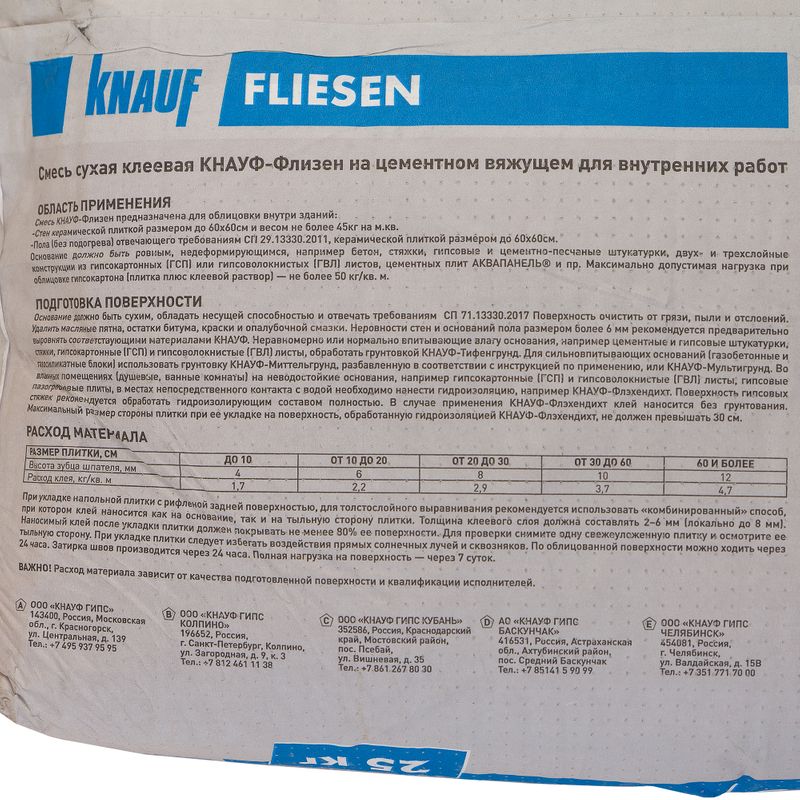 KNAUF FLIESEN
Смесь сухая клеевая КНАУФ-Флизен на цементном вяжущем для внутренних работ
ОБЛАСТЬ ПРИМЕНЕНИЯ
Смесь КНАУФ-Флизен предназначена для облицовки внутри зданий:
-Стен керамической плиткой размером до 60х60см и весом не более 45кг на м.кв.
-Пола (без подогрева) отвечающего требованиям СП 29.13330.2011, керамической плиткой размером до 60х60см.
Основание должно быть ровным, недеформирующимся, например бетон, стяжки, гипсовые и цементно-песчаные штукатурки, двух- и трехслойные
конструкции из гипсокартонных (ГСП) или гипсоволокнистых (ГВЛ) листов, цементных плит АКВАПАНЕЛЬ® и пр. Максимально допустимая нагрузка при
облицовке гипсокартона (плитка плюс клеевой раствор) — не более 50 кг/кв. м.
ПОДГОТОВКА ПОВЕРХНОСТИ
Основание должно быть сухим, обладать несущей способностью и отвечать требованиям СП 71.13330.2017 Поверхность очистить от грязи, пыли и отслоений.
Удалить масляные пятна, остатки битума, краски и опалубочной смазки. Неровности стен и оснований пола размером более 6 мм рекомендуется предварительно
выровнять соответствующими материалами КНАУФ. Неравномерно или нормально впитывающие влагу основания, например цементные и гипсовые штукатурки,
стяжки, гипсокартонные (ГСП) и гипсоволокнистые (ГВЛ) листы, обработать грунтовкой КНАУФ-Тифенгрунд. Для сильновпитывающих оснований (газобетонные и
газосиликатные блоки) использовать грунтовку КНАУФ-Миттельгрунд, разбавленную в соответствии с инструкцией по применению, или КНАУФ-Мультигрунд. Во
влажных помещениях (душевые, ванные комнаты) на неводостойкие основания, например гипсокартонные (ГСП) и гипсоволокнистые (ГВЛ) листы, гипсовые
пазогребневые плиты, в местах непосредственного контакта с водой необходимо нанести гидроизоляцию, например КНАУФ-Флэхендихт. Поверхность гипсовых
стяжек рекомендуется обработать гидроизолирующим составом полностью. В случае применения КНАУФ-Флэхендихт клей наносится без грунтования.
Максимальный размер стороны плитки при ее укладке на поверхность, обработанную гидроизоляцией КНАУФ-Флэхендихт, не должен превышать 30 см.
РАСХОД МАТЕРИАЛА
РАЗМЕР ПЛИТКИ, СМ ДО 10 ОТ 10 ДО 20 ОТ 20 ДО 30 ОТ 30 ДО 60 60 И БОЛЕЕ
Высота зубца шпателя, мм 4 6 8 10 12
Расход клея, кг/кв. м 1,7 2,2 2,9 3,7 4,7
При укладке напольной плитки с рифленой задней поверхностью, для толстослойного выравнивания рекомендуется использовать «комбинированный» способ,
при котором клей наносится как на основание, так и на тыльную сторону плитки. Толщина клеевого слоя должна составлять 2–6 мм (локально до 8 мм).
Наносимый клей после укладки плитки должен покрывать не менее 80% ее поверхности. Для проверки снимите одну свежеуложенную плитку и осмотрите ее
тыльную сторону. При укладке плитки следует избегать воздействия прямых солнечных лучей и сквозняков. По облицованной поверхности можно ходить через
24 часа. Затирка швов производится через 24 часа. Полная нагрузка на поверхность — через 7 суток.
ВАЖНО! Расход материала зависит от качества подготовленной поверхности и квалификации исполнителей.
A ООО «КНАУФ ГИПС»
143400, Россия, Московская
обл., г. Красногорск,
ул. Центральная, д. 139
Тел.: +7 495 937 95 95
B ООО «КНАУФ ГИПС
КОЛПИНО»
196652, Россия,
г. Санкт-Петербург, Колпино,
ул. Загородная, д. 9, к. 3
Тел.: +7 812 461 11 38
C ООО «КНАУФ ГИПС КУБАНЬ»
352586, Россия, Краснодарский
край, Мостовский район,
пос. Псебай,
ул. Вишневая, д. 35
Тел.: +7.861 267 80 30
D АО «КНАУФ ГИПС
БАСКУНЧАК»
416531, Россия, Астраханская
обл., Ахтубинский район,
пос. Средний Баскунчак
Тел.: +7 85141 5 90 99
E ООО «КНАУФ ГИПС
ЧЕЛЯБИНСК»
454081, Россия,
г. Челябинск,
ул. Валдайская, д. 15В
Тел.: +7 351 771 70 00
25 КГ